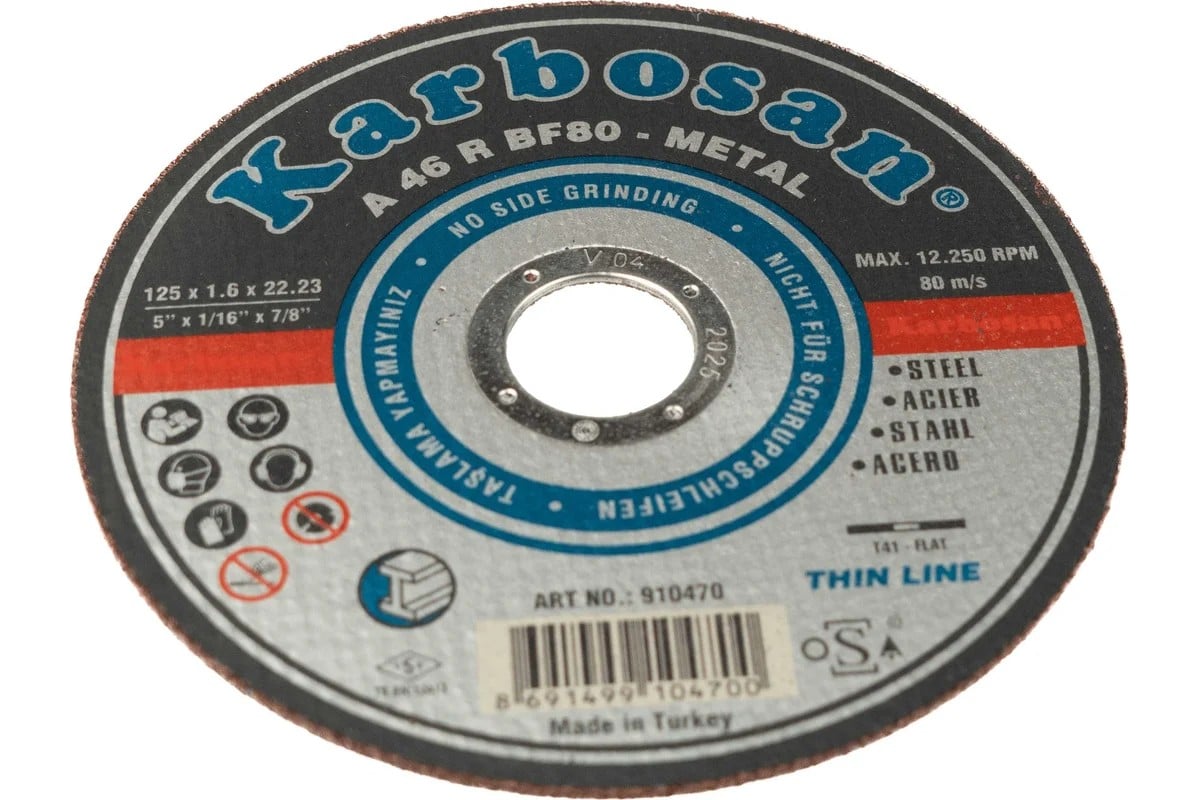 Karbosan®
A 46 R BF80 - METAL
NO SIDE GRINDING • NICHT FÜR SCHRUPPSCHLEIFEN • TAŞLAMA YAPMAYINIZ •
V 04
2025
125 x 1.6 x 22.23
5" x 1/16" x 7/8"
MAX. 12.250 RPM
80 m/s
Karbosan
• STEEL
• ACIER
• STAHL
• ACERO
T41 - FLAT
THIN LINE
ART NO.: 910470
8 691499 104700
Made in Turkey